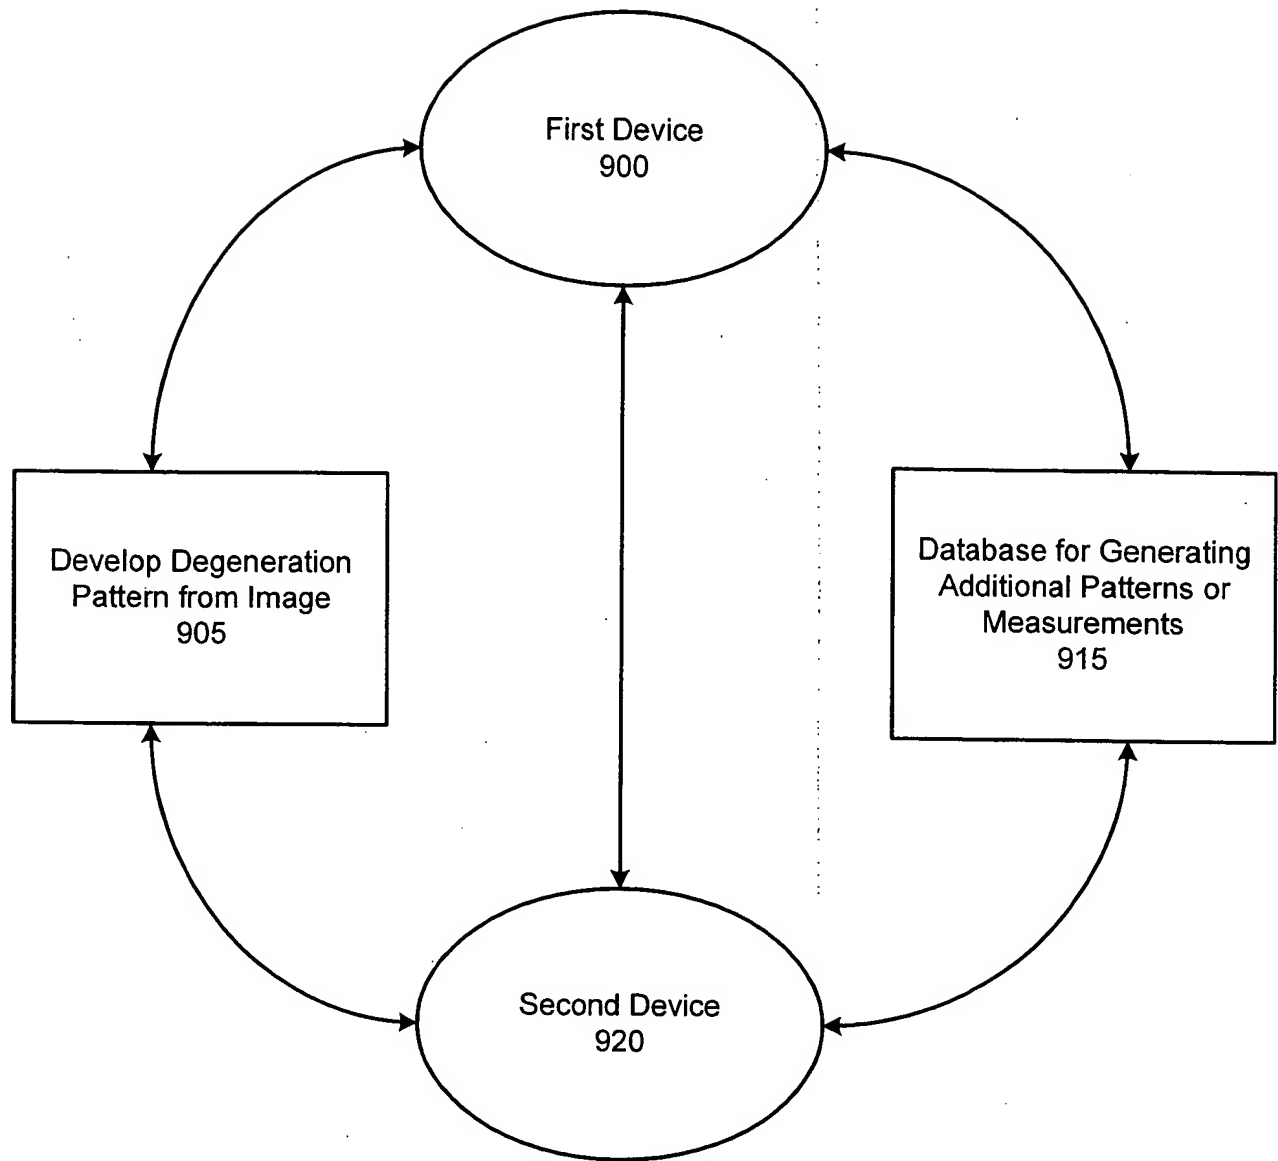 First Device
900
Develop Degeneration
Pattern from Image
905
Database for Generating
Additional Patterns or
Measurements
915
Second Device
920